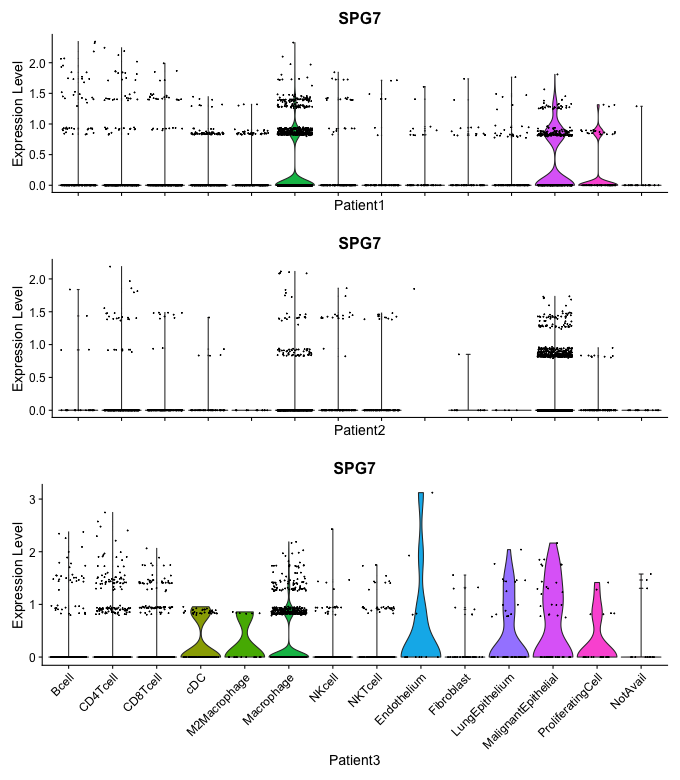 SPG7
Expression Level
2.0
1.5
1.0
0.5
0.0
Patient1
SPG7
Expression Level
2.0
1.5
1.0
0.5
0.0
Patient2
SPG7
Expression Level
3
2
1
0
Bcell
CD4Tcell
CD8Tcell
cDC
M2Macrophage
Macrophage
NKcell
NKTcell
Endothelium
Fibroblast
LungEpithelium
MalignantEpithelial
ProliferatingCell
NotAvail
Patient3